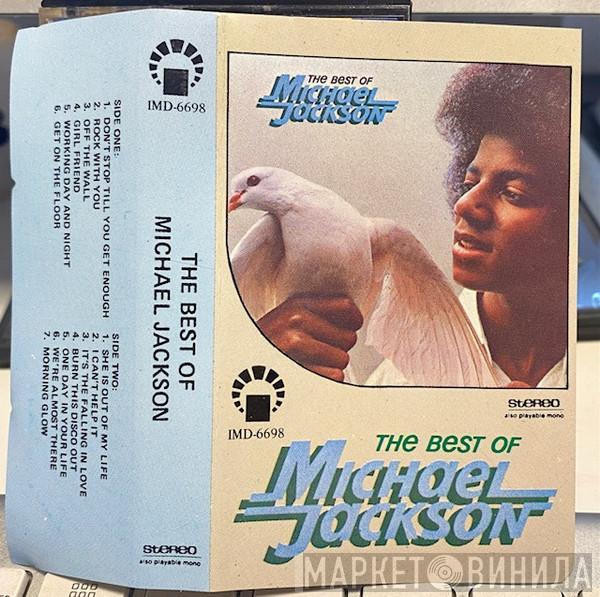 IMD-6698
SIDE ONE:
1. DON'T STOP TILL YOU GET ENOUGH
2. ROCK WITH YOU
3. OFF THE WALL
4. GIRL FRIEND
5. WORKING DAY AND NIGHT
6. GET ON THE FLOOR
SIDE TWO:
1. SHE IS OUT OF MY LIFE
2. I CAN'T HELP IT
3. IT'S THE FALLING IN LOVE
4. BURN THIS DISCO OUT
5. ONE DAY IN YOUR LIFE
6. WE'RE ALMOST THERE
7. MORNING GLOW
STEREO
also playable mono
THE BEST OF
MICHAEL JACKSON
THE BEST OF
MICHAEL
JACKSON
STEREO
also playable mono
IMD-6698
THE BEST OF
MICHAEL
JACKSON
МАРКЕТ ВИНИЛА